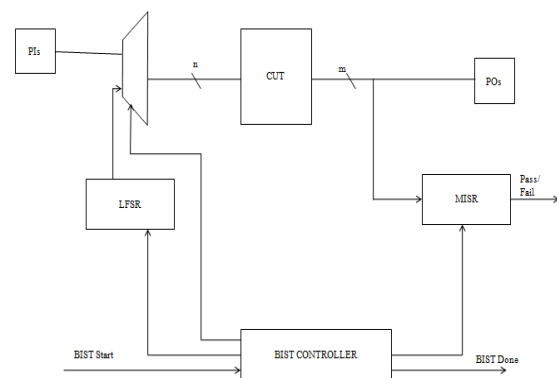 PIs
n
CUT
m
POs
LFSR
MISR
Pass/
Fail
BIST Start
BIST CONTROLLER
BIST Done